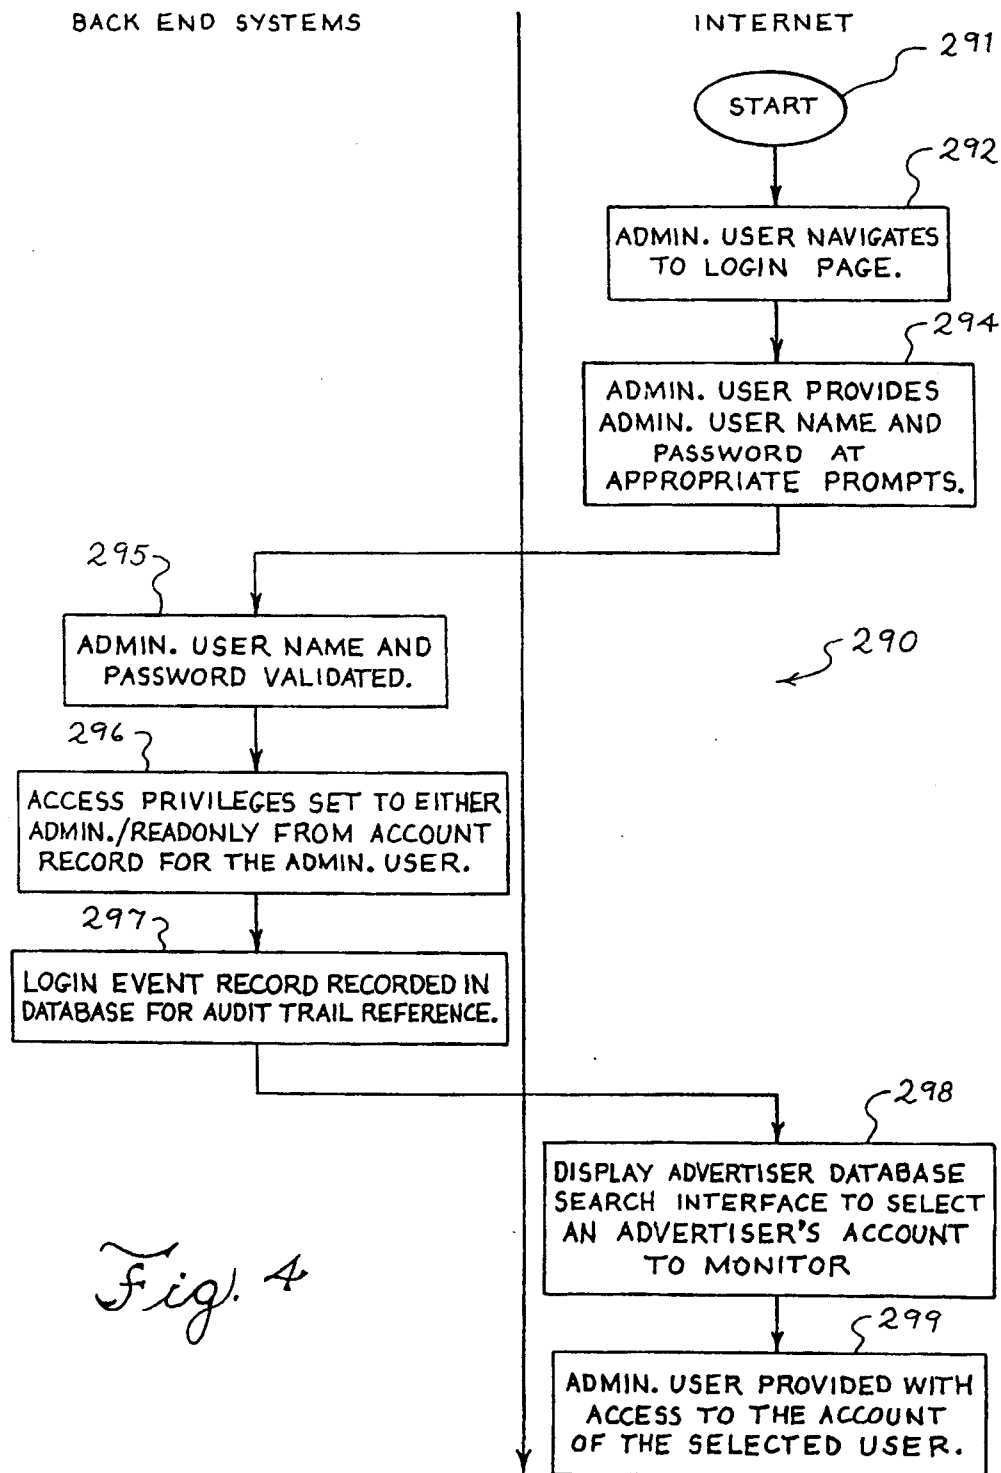 BACK END SYSTEMS
INTERNET
291
START
292
ADMIN. USER NAVIGATES
TO LOGIN PAGE.
294
ADMIN. USER PROVIDES
ADMIN. USER NAME AND
PASSWORD AT
APPROPRIATE PROMPTS.
295
ADMIN. USER NAME AND
PASSWORD VALIDATED.
290
296
ACCESS PRIVILEGES SET TO EITHER
ADMIN./READONLY FROM ACCOUNT
RECORD FOR THE ADMIN. USER.
297
LOGIN EVENT RECORD RECORDED IN
DATABASE FOR AUDIT TRAIL REFERENCE.
298
DISPLAY ADVERTISER DATABASE
SEARCH INTERFACE TO SELECT
AN ADVERTISER'S ACCOUNT
TO MONITOR
Fig. 4
299
ADMIN. USER PROVIDED WITH
ACCESS TO THE ACCOUNT
OF THE SELECTED USER.